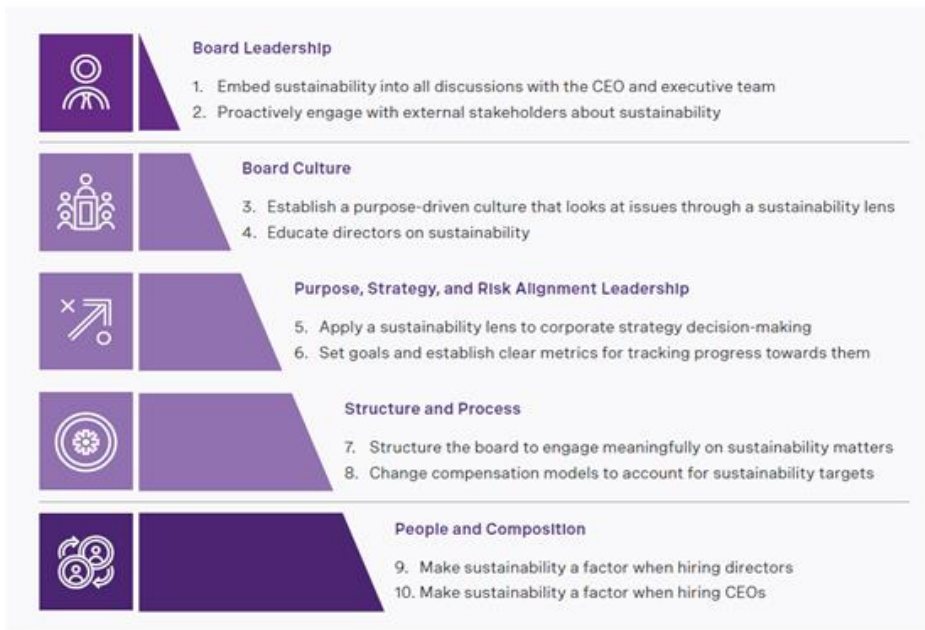 Board Leadership
1. Embed sustainability into all discussions with the CEO and executive team
2. Proactively engage with external stakeholders about sustainability
Board Culture
3. Establish a purpose-driven culture that looks at issues through a sustainability lens
4. Educate directors on sustainability
Purpose, Strategy, and Risk Alignment Leadership
5. Apply a sustainability lens to corporate strategy decision-making
6. Set goals and establish clear metrics for tracking progress towards them
Structure and Process
7. Structure the board to engage meaningfully on sustainability matters
8. Change compensation models to account for sustainability targets
People and Composition
9. Make sustainability a factor when hiring directors
10. Make sustainability a factor when hiring CEOs